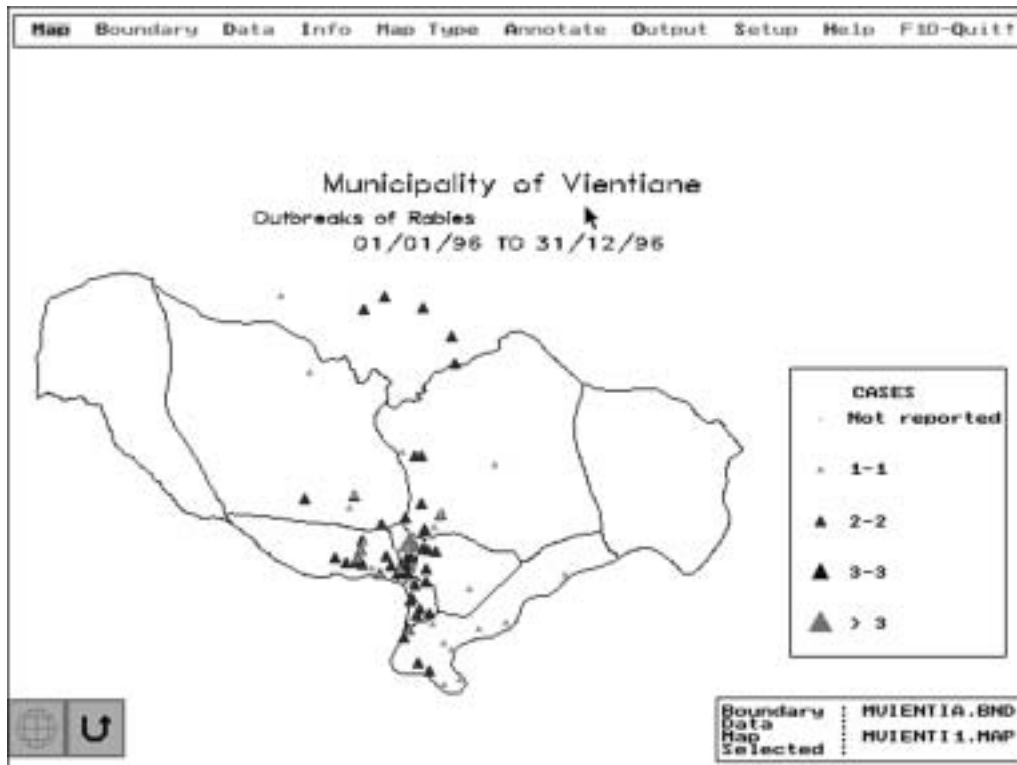 Map Boundary Data Info Map Type Annotate Output Setup Help F10-Quit↑
Municipality of Vientiane
Outbreaks of Rabies
01/01/96 TO 31/12/96
CASES
Not reported
1-1
2-2
3-3
> 3
Boundary : MVIENTIA.BND
Data :
Map : MVIENTI1.MAP
Selected :